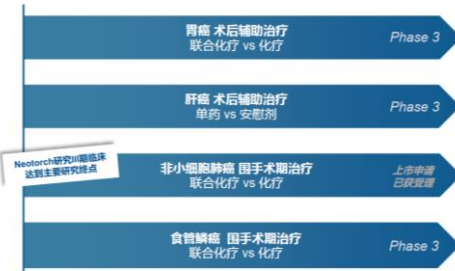 胃癌 术后辅助治疗
联合化疗 vs 化疗
Phase 3
肝癌 术后辅助治疗
单药 vs 安慰剂
Phase 3
Neotorch研究III期临床
达到主要研究终点
非小细胞肺癌 围手术期治疗
联合化疗 vs 化疗
上市申请
已获受理
食管鳞癌 围手术期治疗
联合化疗 vs 化疗
Phase 3